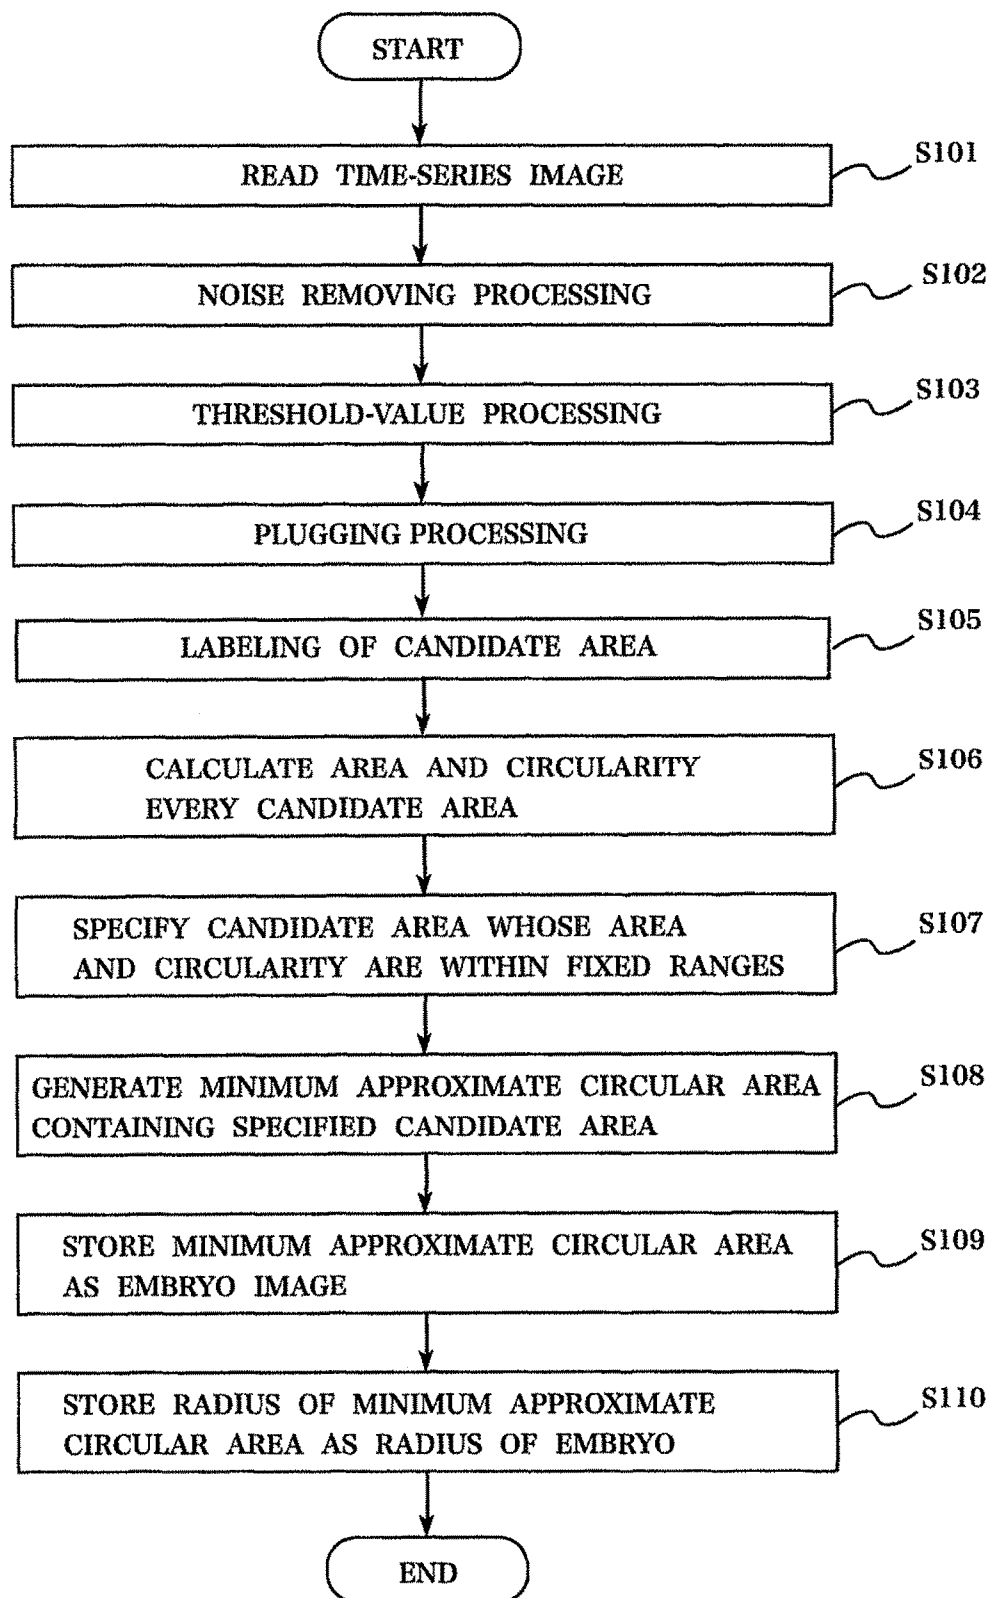 START
READ TIME-SERIES IMAGE
S101
NOISE REMOVING PROCESSING
S102
THRESHOLD-VALUE PROCESSING
S103
PLUGGING PROCESSING
S104
LABELING OF CANDIDATE AREA
S105
CALCULATE AREA AND CIRCULARITY
EVERY CANDIDATE AREA
S106
SPECIFY CANDIDATE AREA WHOSE AREA
AND CIRCULARITY ARE WITHIN FIXED RANGES
S107
GENERATE MINIMUM APPROXIMATE CIRCULAR AREA
CONTAINING SPECIFIED CANDIDATE AREA
S108
STORE MINIMUM APPROXIMATE CIRCULAR AREA
AS EMBRYO IMAGE
S109
STORE RADIUS OF MINIMUM APPROXIMATE
CIRCULAR AREA AS RADIUS OF EMBRYO
S110
END